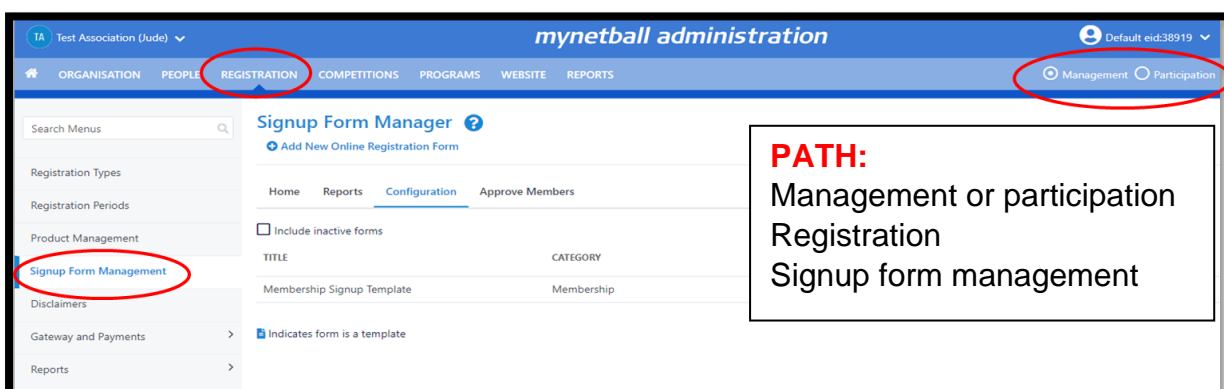 TA Test Association (Jude)
mynetball administration
Default eid:38919
ORGANISATION PEOPLE REGISTRATION COMPETITIONS PROGRAMS WEBSITE REPORTS
Management Participation
Search Menus
Registration Types
Registration Periods
Product Management
Signup Form Management
Disclaimers
Gateway and Payments
Reports
Signup Form Manager ?
Add New Online Registration Form
Home Reports Configuration Approve Members
Include inactive forms
TITLE CATEGORY
Membership Signup Template Membership
Indicates form is a template
PATH:
Management or participation
Registration
Signup form management